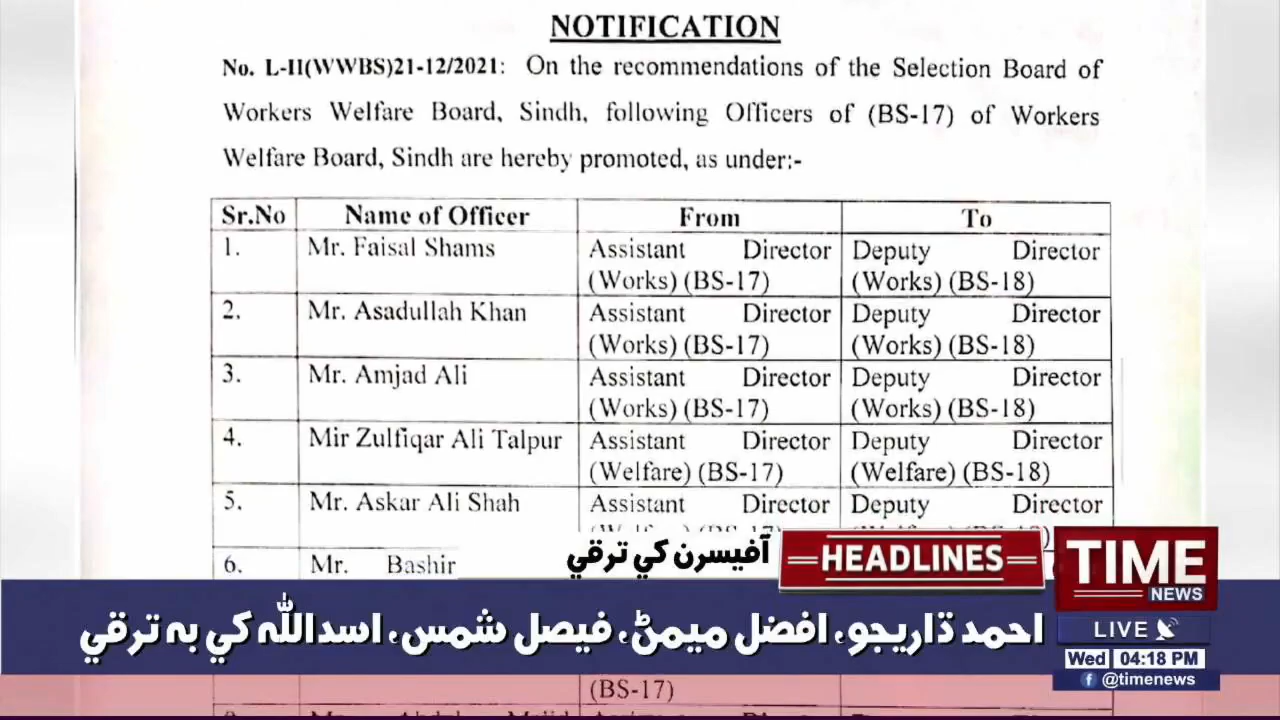 NOTIFICATION
No. L-II(WWBS)21-12/2021: On the recommendations of the Selection Board of
Workers Welfare Board, Sindh, following Officers of (BS-17) of Workers
Welfare Board, Sindh are hereby promoted, as under:-
Sr.No Name of Officer From To
1. Mr. Faisal Shams Assistant Director Deputy Director
(Works) (BS-17) (Works) (BS-18)
2. Mr. Asadullah Khan Assistant Director Deputy Director
(Works) (BS-17) (Works) (BS-18)
3. Mr. Amjad Ali Assistant Director Deputy Director
(Works) (BS-17) (Works) (BS-18)
4. Mir Zulfiqar Ali Talpur Assistant Director Deputy Director
(Welfare) (BS-17) (Welfare) (BS-18)
5. Mr. Askar Ali Shah Assistant Director Deputy Director
6. Mr. Bashir
آفيسرن کي ترقي
HEADLINES
TIME
NEWS
احمد ڌاريجو، افضل ميمڻ، فيصل شمس، اسدالله کي به ترقي
LIVE
Wed 04:18 PM
@timenews
(BS-17)